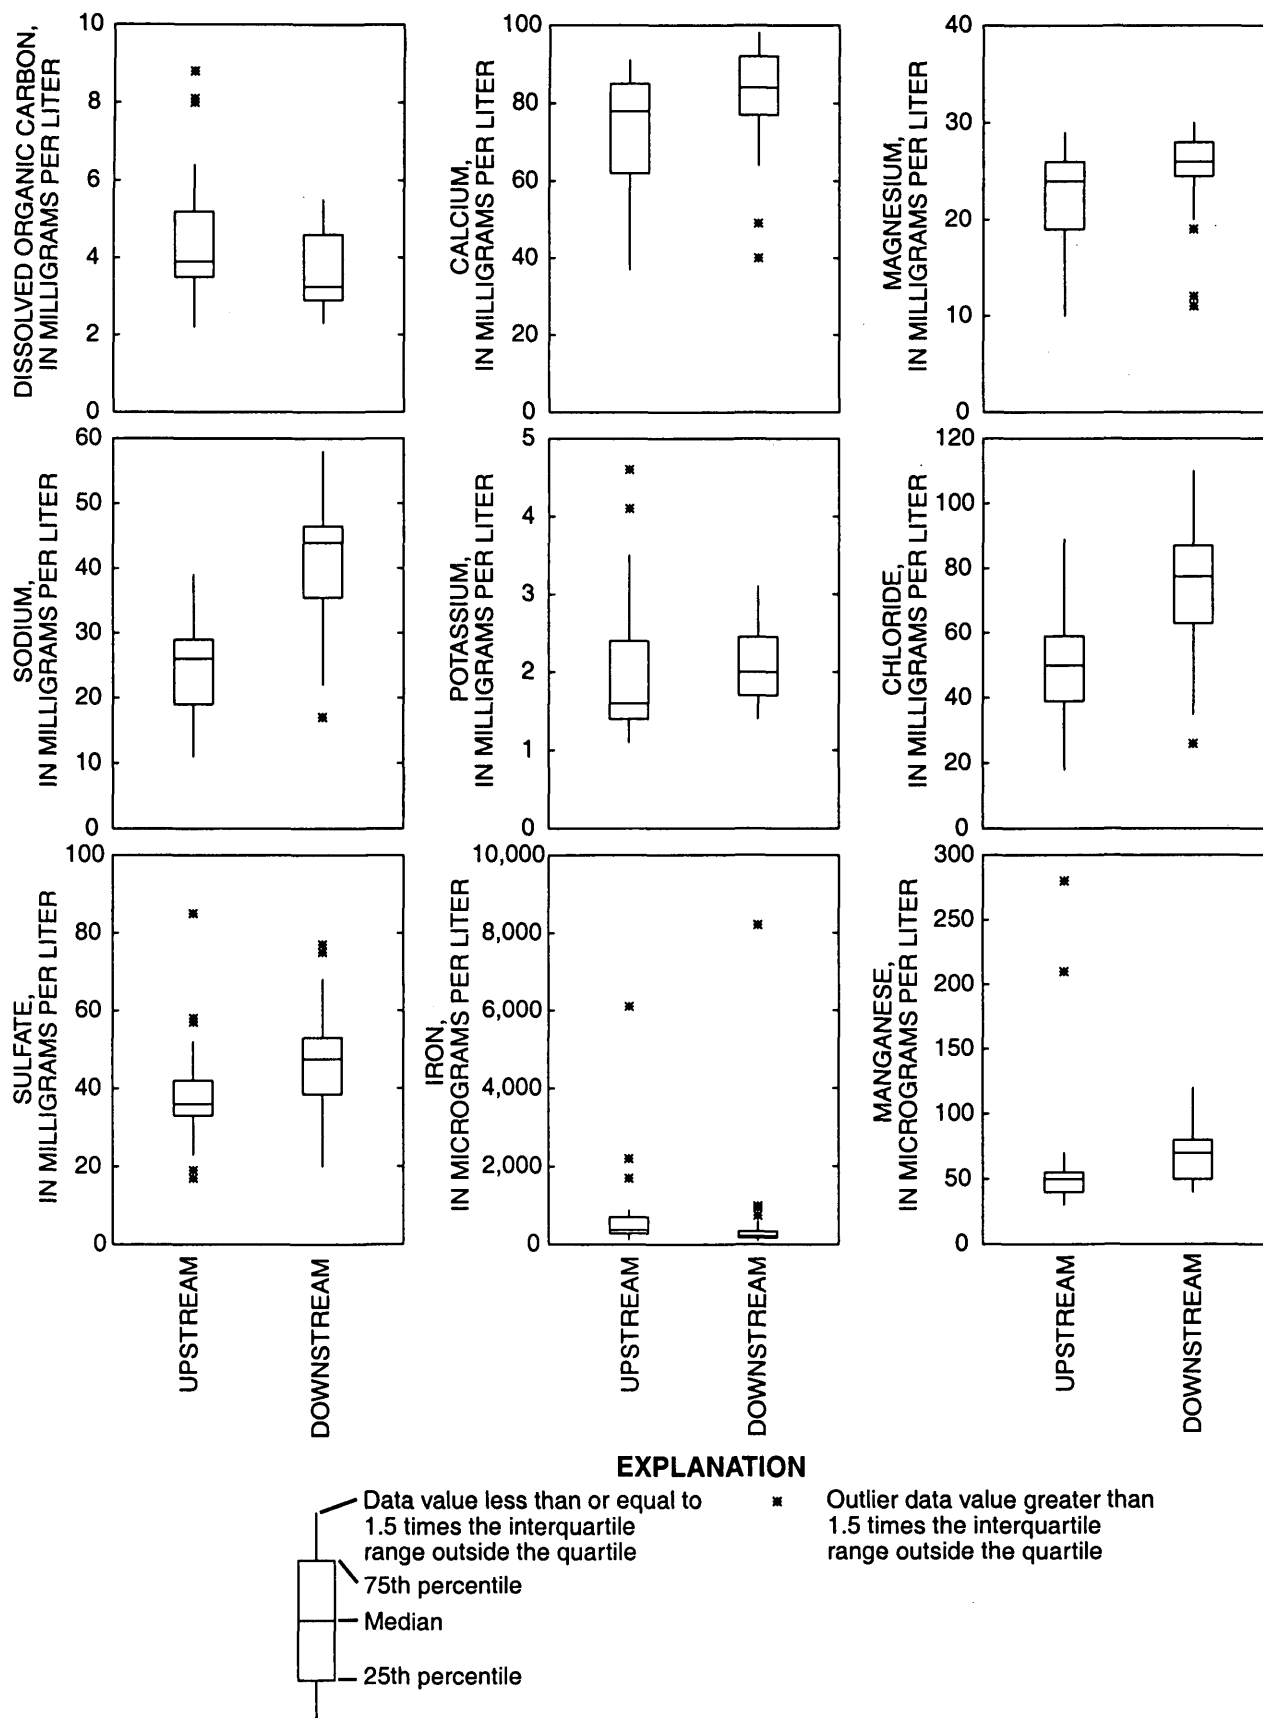 DISSOLVED ORGANIC CARBON,
IN MILLIGRAMS PER LITER
10
8
6
4
2
0
CALCIUM,
IN MILLIGRAMS PER LITER
100
80
60
40
20
0
MAGNESIUM,
IN MILLIGRAMS PER LITER
40
30
20
10
0
SODIUM,
IN MILLIGRAMS PER LITER
60
50
40
30
20
10
0
POTASSIUM,
IN MILLIGRAMS PER LITER
5
4
3
2
1
0
CHLORIDE,
IN MILLIGRAMS PER LITER
120
100
80
60
40
20
0
SULFATE,
IN MILLIGRAMS PER LITER
100
80
60
40
20
0
IRON,
IN MICROGRAMS PER LITER
10,000
8,000
6,000
4,000
2,000
0
MANGANESE,
IN MICROGRAMS PER LITER
300
250
200
150
100
50
0
UPSTREAM
DOWNSTREAM
UPSTREAM
DOWNSTREAM
UPSTREAM
DOWNSTREAM
EXPLANATION
Data value less than or equal to
1.5 times the interquartile
range outside the quartile
75th percentile
Median
25th percentile
Outlier data value greater than
1.5 times the interquartile
range outside the quartile